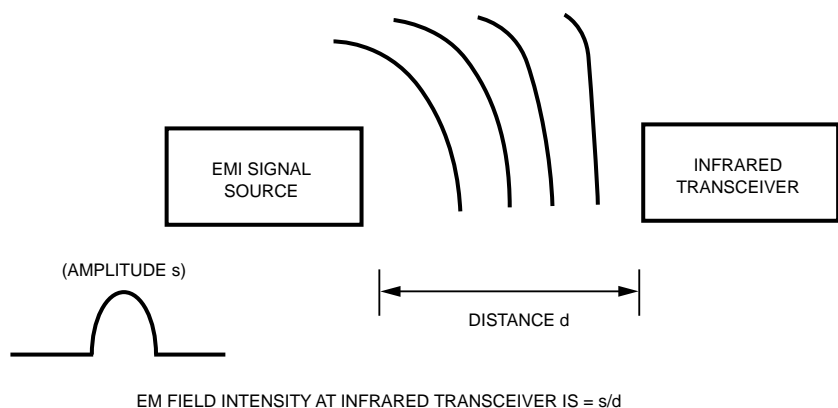 EMI SIGNAL
SOURCE
INFRARED
TRANSCEIVER
(AMPLITUDE s)
DISTANCE d
EM FIELD INTENSITY AT INFRARED TRANSCEIVER IS = s/d